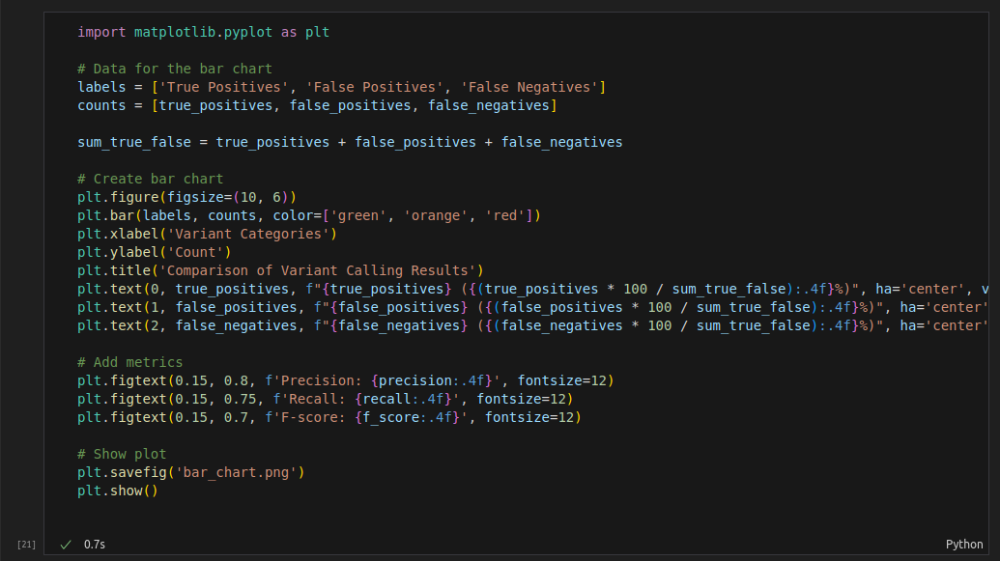 import matplotlib.pyplot as plt
# Data for the bar chart
labels = ['True Positives', 'False Positives', 'False Negatives']
counts = [true_positives, false_positives, false_negatives]
sum_true_false = true_positives + false_positives + false_negatives
# Create bar chart
plt.figure(figsize=(10, 6))
plt.bar(labels, counts, color=['green', 'orange', 'red'])
plt.xlabel('Variant Categories')
plt.ylabel('Count')
plt.title('Comparison of Variant Calling Results')
plt.text(0, true_positives, f"{true_positives} ({(true_positives * 100 / sum_true_false):.4f}%)", ha='center', v
plt.text(1, false_positives, f"{false_positives} ({(false_positives * 100 / sum_true_false):.4f}%)", ha='center'
plt.text(2, false_negatives, f"{false_negatives} ({(false_negatives * 100 / sum_true_false):.4f}%)", ha='center'
# Add metrics
plt.figtext(0.15, 0.8, f'Precision: {precision:.4f}', fontsize=12)
plt.figtext(0.15, 0.75, f'Recall: {recall:.4f}', fontsize=12)
plt.figtext(0.15, 0.7, f'F-score: {f_score:.4f}', fontsize=12)
# Show plot
plt.savefig('bar_chart.png')
plt.show()
[21] ✓ 0.7s Python